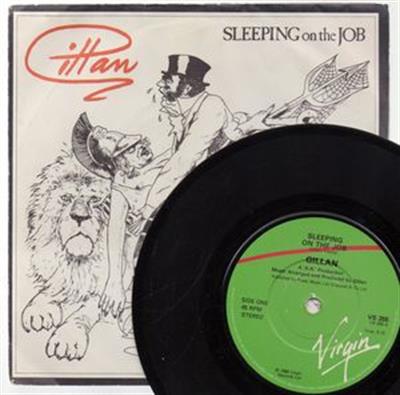 Gillan
SLEEPING on the JOB
SLEEPING
ON THE JOB
GILLAN
SIDE ONE
45 RPM
STEREO
VS 355
Virgin